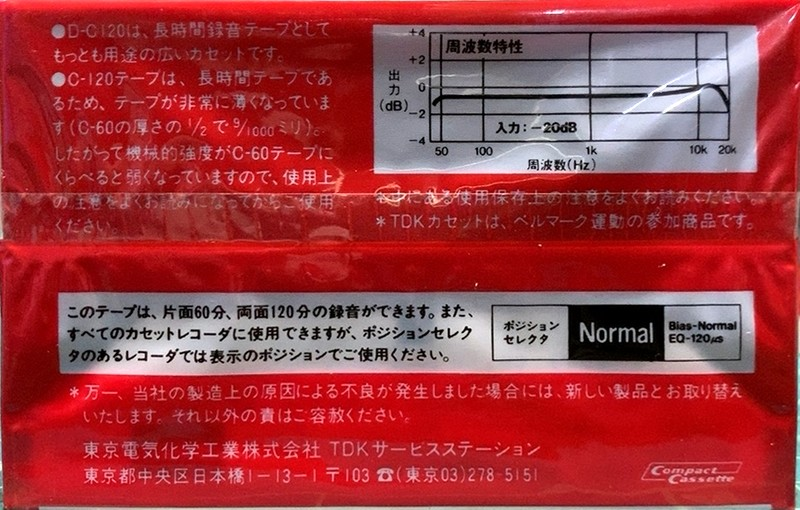 ●D-C120は、長時間録音テープとして
もっとも用途の広いカセットです。
●C-120テープは、長時間テープであ
るため、テープが非常に薄くなっていま
す(C-60の厚さの1/2で9/1000ミリ)。
したがって機械的強度がC-60テープに
くらべると弱くなっていますので、使用上
の注意をよくお読みになってからご使用
ください。
周波数特性
出力(dB)
+4
+2
0
-2
-4
入力:-20dB
50 100 1k 10k 20k
周波数(Hz)
にある使用保存上の注意をよくお読みください。
*TDKカセットは、ベルマーク運動の参加商品です。
このテープは、片面60分、両面120分の録音ができます。また、
すべてのカセットレコーダに使用できますが、ポジションセレク
タのあるレコーダでは表示のポジションでご使用ください。
ポジション
セレクタ
Normal
Bias-Normal
EQ-120μs
*万一、当社の製造上の原因による不良が発生しました場合には、新しい製品とお取り替え
いたします。それ以外の責はご容赦ください。
東京電気化学工業株式会社 TDKサービスステーション
東京都中央区日本橋1-13-1 〒103 ☎(東京03)278-5151
Compact
Cassette